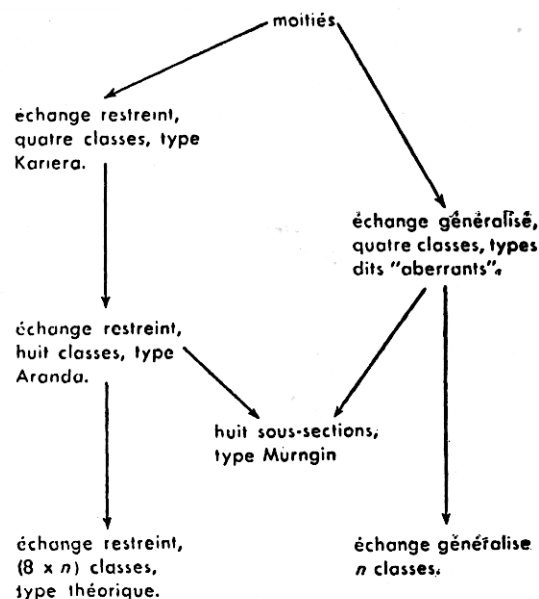 moitiés
échange restreint,
quatre classes, type
Kariera.
échange généralisé,
quatre classes, types
dits "aberrants".
échange restreint,
huit classes, type
Aranda.
huit sous-sections,
type Murngin
échange restreint,
(8 x n) classes,
type théorique.
échange généralise
n classes.